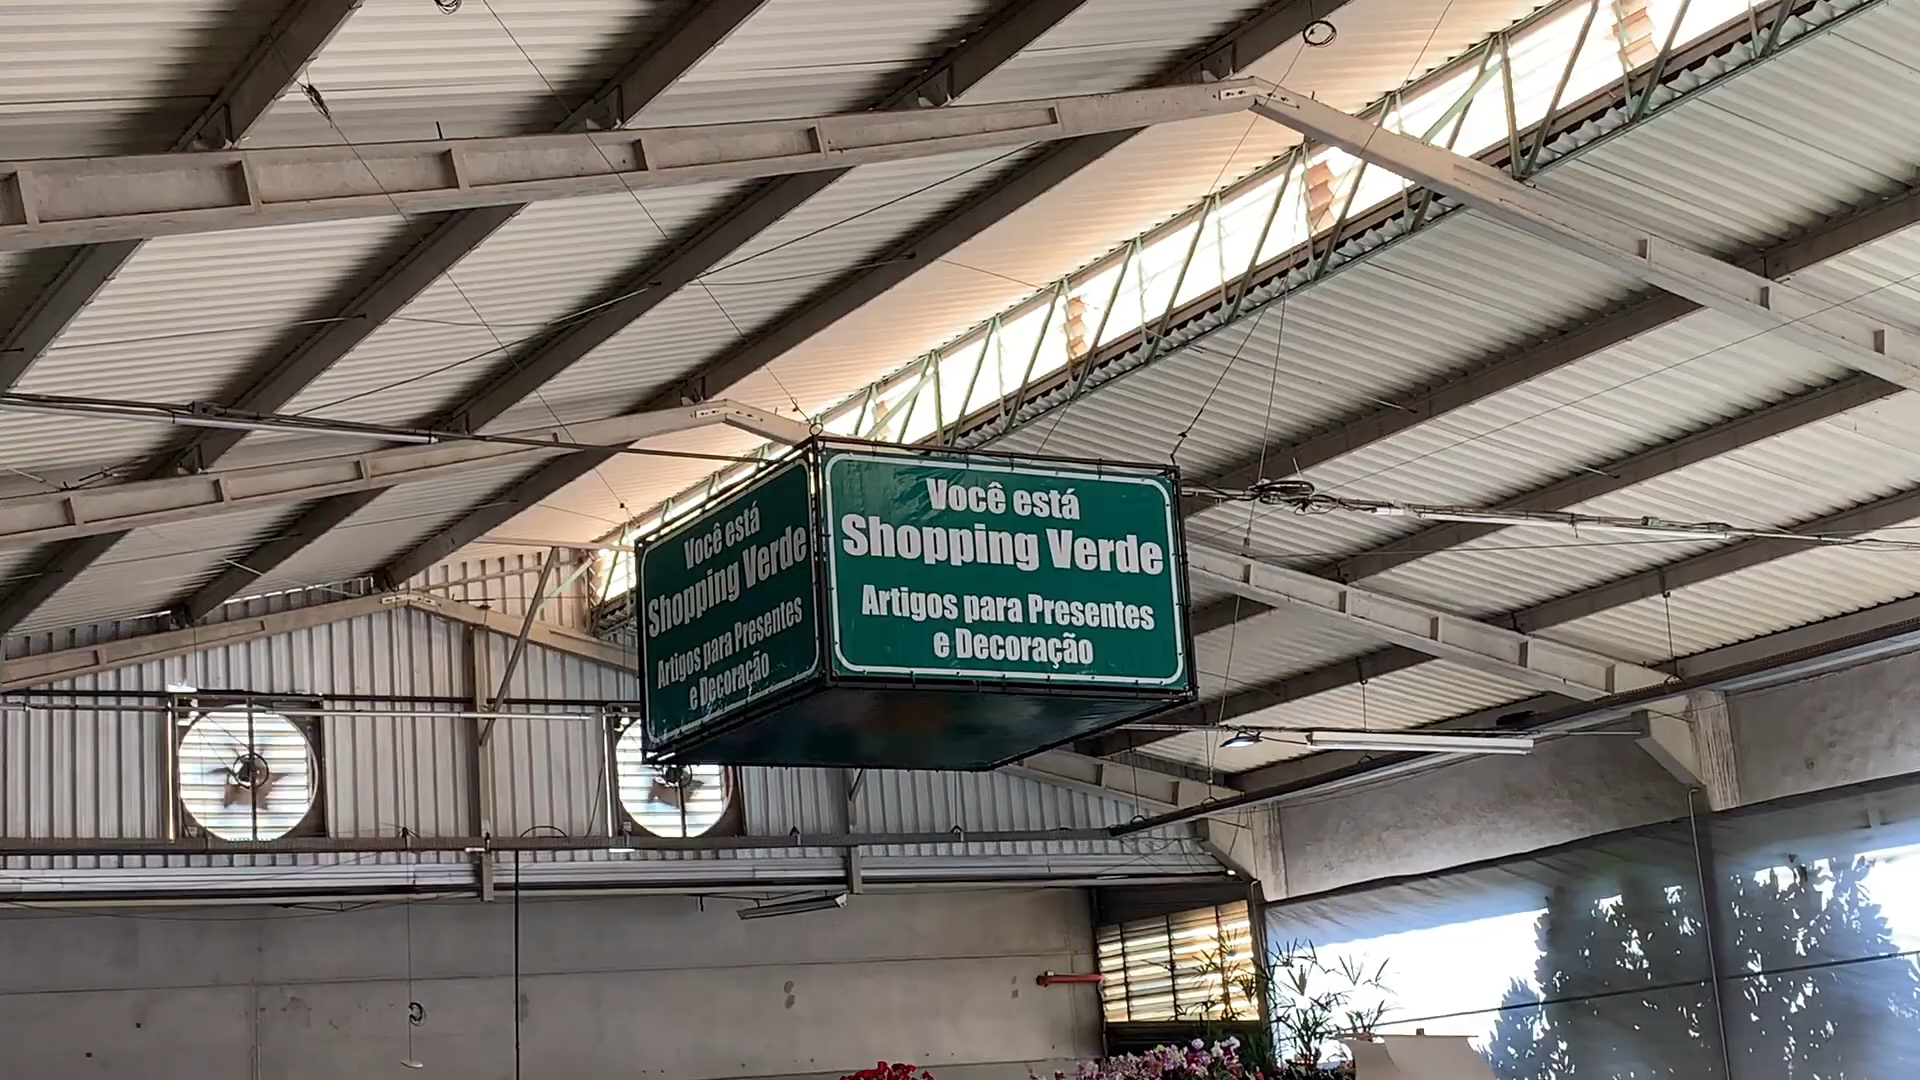 Você está
Shopping Verde
Artigos para Presentes
e Decoração
Você está
Shopping Verde
Artigos para Presentes
e Decoração